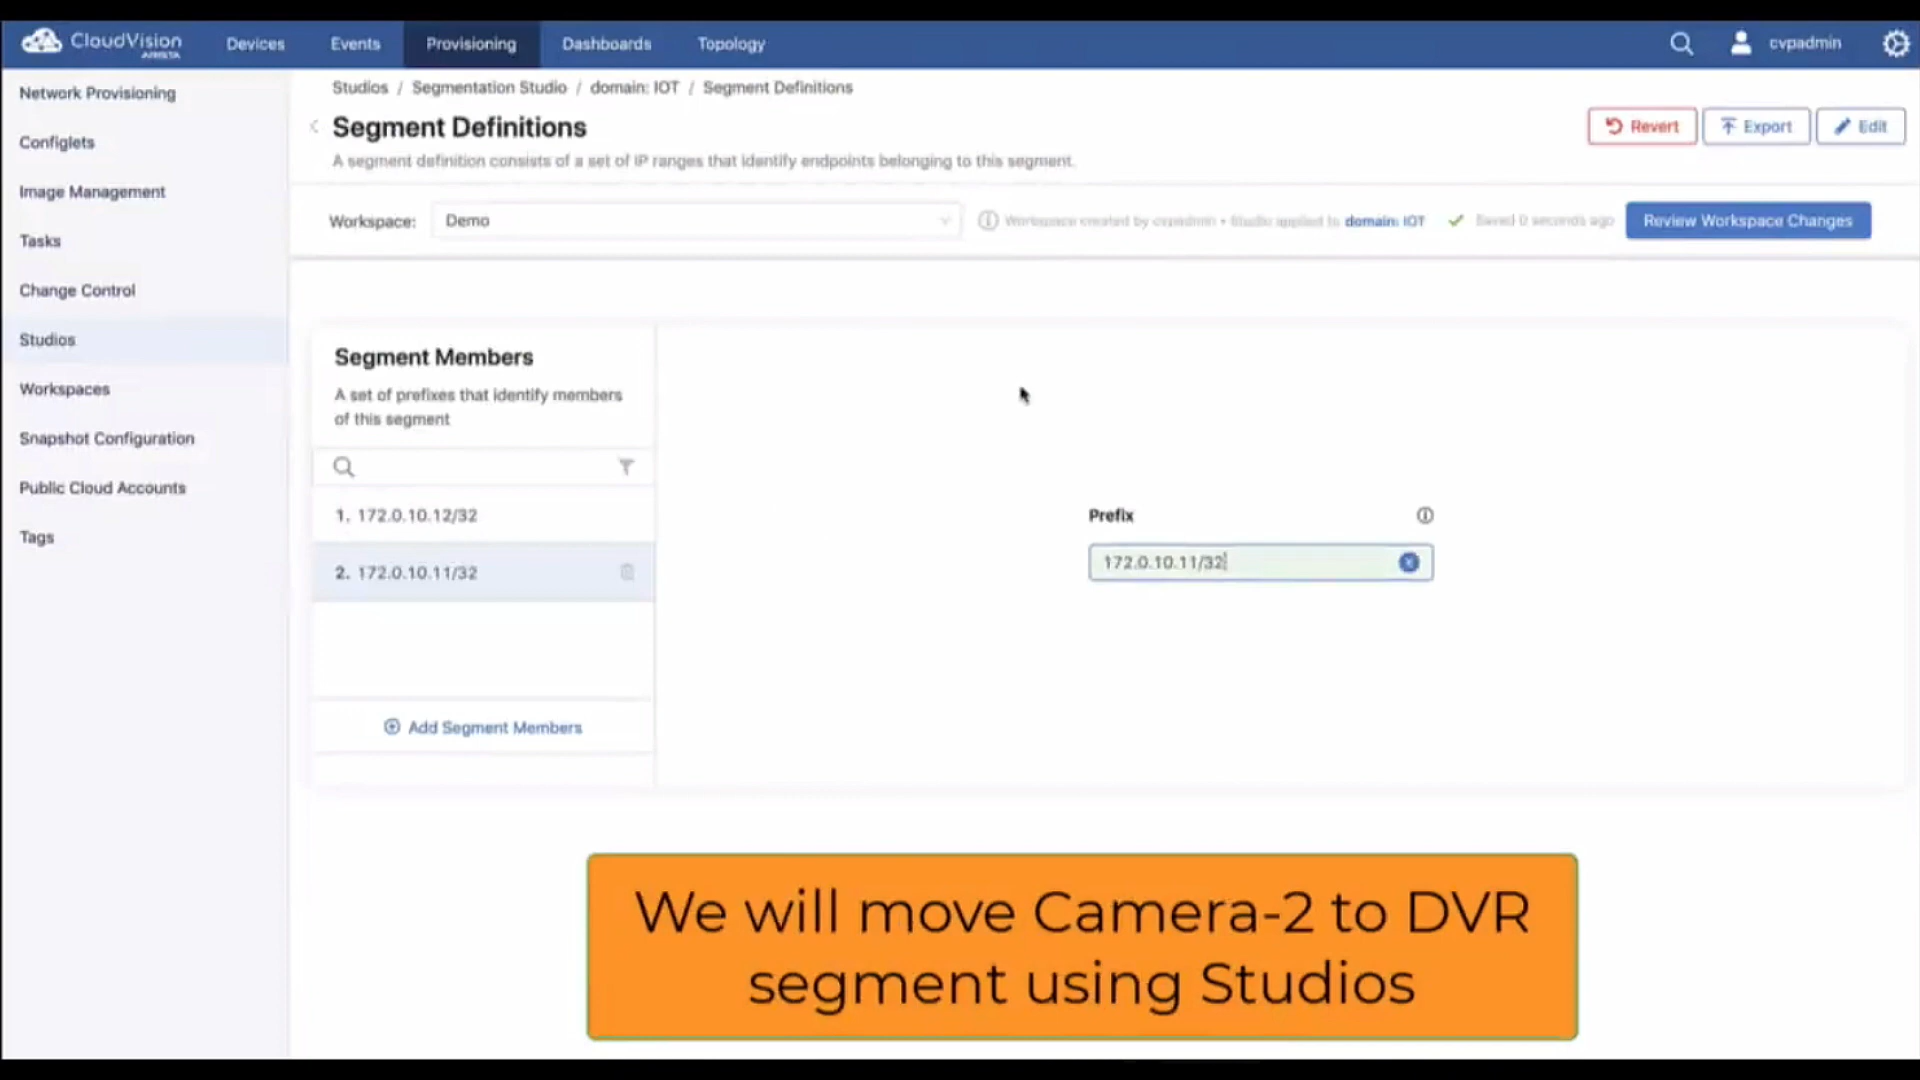 CloudVision
ARISTA
Devices
Events
Provisioning
Dashboards
Topology
cvpadmin
Network Provisioning
Configlets
Image Management
Tasks
Change Control
Studios
Workspaces
Snapshot Configuration
Public Cloud Accounts
Tags
Studios / Segmentation Studio / domain: IOT / Segment Definitions
Segment Definitions
A segment definition consists of a set of IP ranges that identify endpoints belonging to this segment.
Revert
Export
Edit
Workspace:
Demo
Workspace created by cvpadmin • Studio applied to domain: IOT
Saved 0 seconds ago
Review Workspace Changes
Segment Members
A set of prefixes that identify members
of this segment
1. 172.0.10.12/32
2. 172.0.10.11/32
Add Segment Members
Prefix
172.0.10.11/32
We will move Camera-2 to DVR
segment using Studios